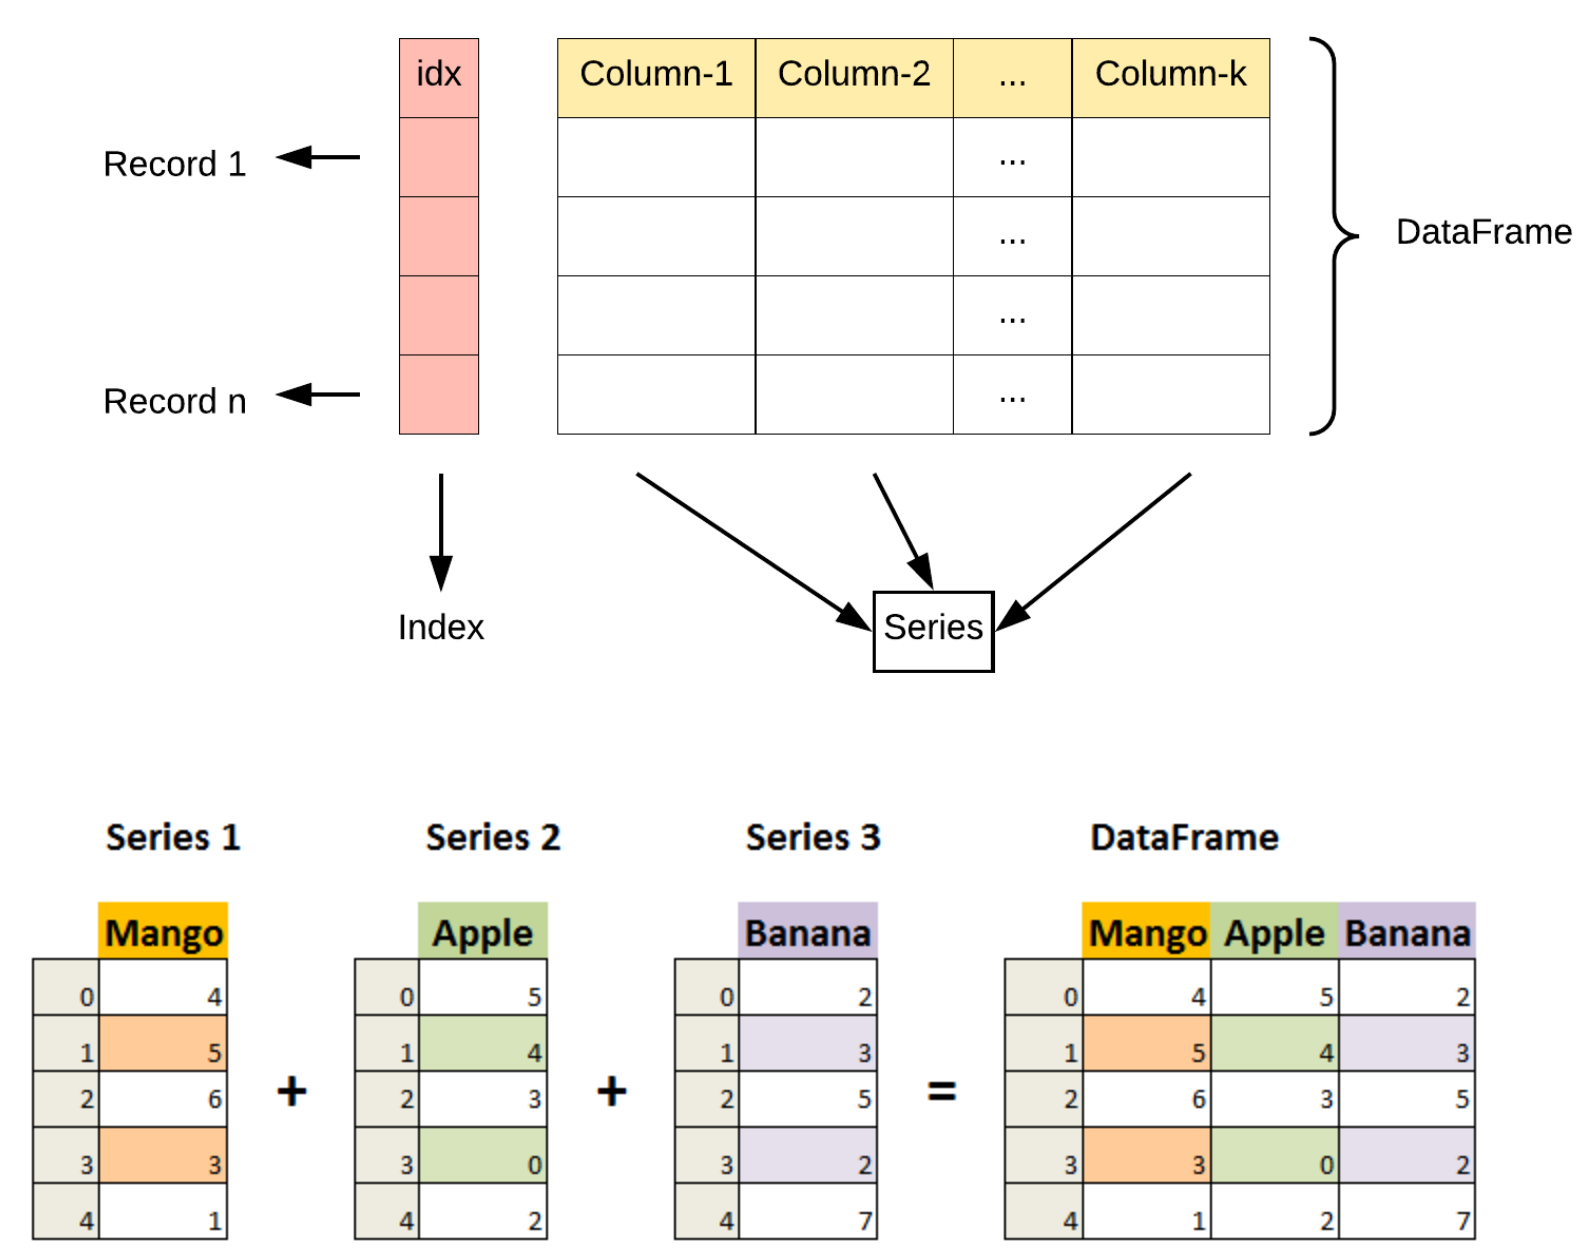 idx Column-1 Column-2 ... Column-k
Record 1 ...
...
DataFrame
...
Record n ...
Index Series
Series 1 Series 2 Series 3 DataFrame
Mango Apple Banana Mango Apple Banana
0 4 0 5 0 2 0 4 5 2
1 5 1 4 1 3 1 5 4 3
2 6 + 2 3 + 2 5 = 2 6 3 5
3 3 3 0 3 2 3 3 0 2
4 1 4 2 4 7 4 1 2 7